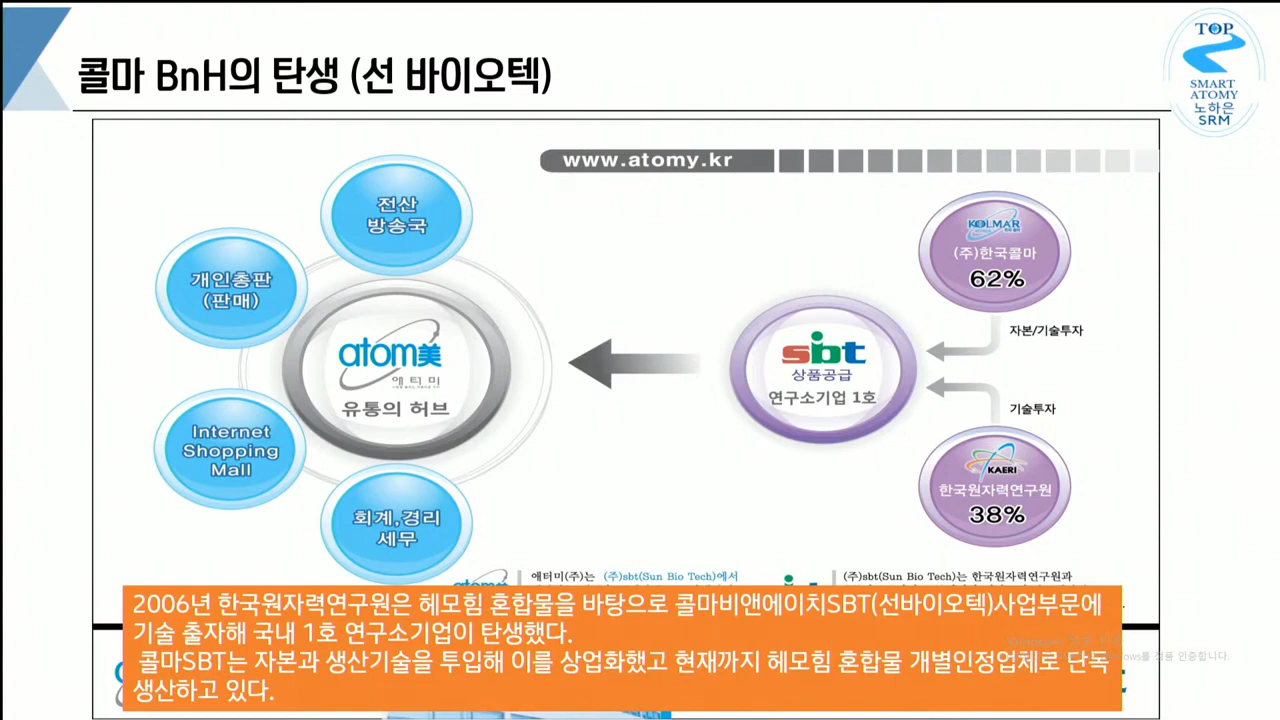 콜마 BnH의 탄생 (선 바이오텍)
TOP
SMART
ATOMY
노하은
SRM
www.atomy.kr
전산
방송국
개인총판
(판매)
Internet
Shopping
Mall
회계,경리
세무
atom美
애터미
유통의 허브
sbt
상품공급
연구소기업 1호
KOLMAR
(주)한국콜마
62%
자본/기술투자
기술투자
KAERI
한국원자력연구원
38%
애터미(주)는 (주)sbt(Sun Bio Tech)에서
(주)sbt(Sun Bio Tech)는 한국원자력연구원과
2006년 한국원자력연구원은 헤모힘 혼합물을 바탕으로 콜마비앤에이치SBT(선바이오텍)사업부문에
기술 출자해 국내 1호 연구소기업이 탄생했다.
콜마SBT는 자본과 생산기술을 투입해 이를 상업화했고 현재까지 헤모힘 혼합물 개별인정업체로 단독
생산하고 있다.